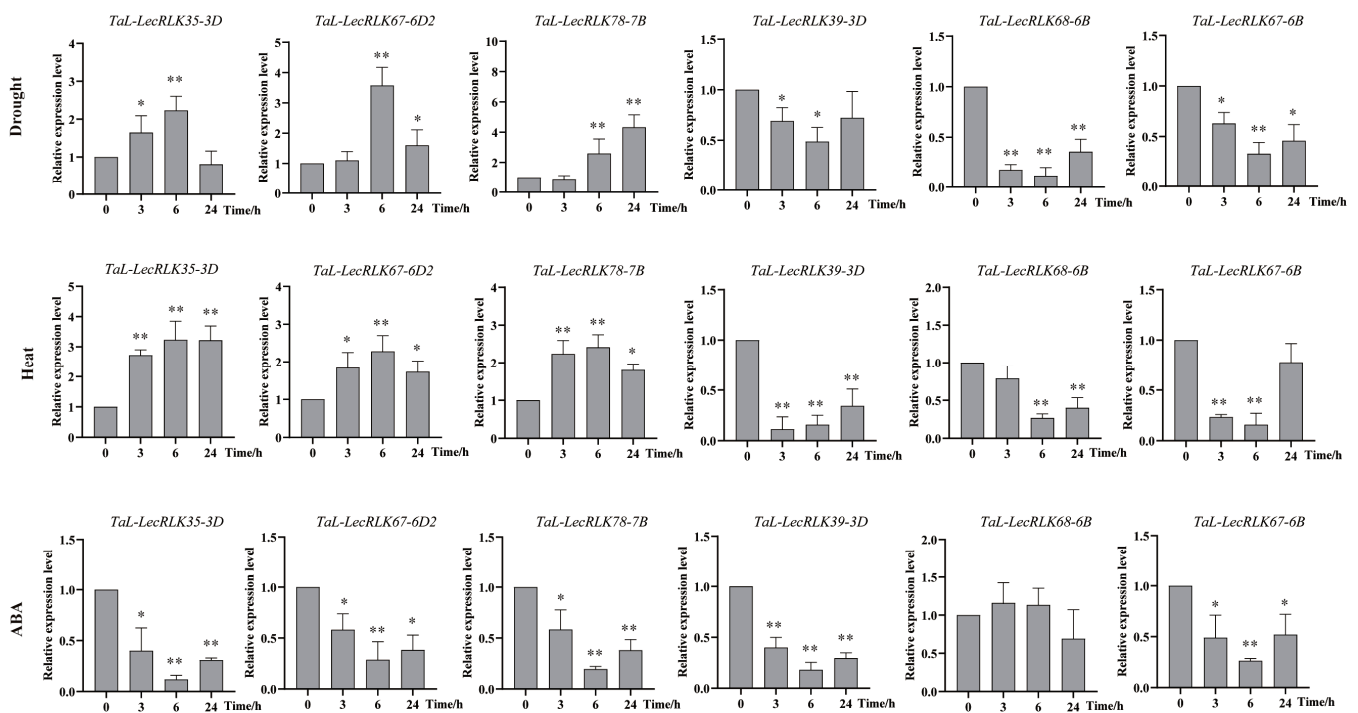 TaL-LecRLK35-3D TaL-LecRLK67-6D2 TaL-LecRLK78-7B TaL-LecRLK39-3D TaL-LecRLK68-6B TaL-LecRLK67-6B
Drought
Relative expression level
4
3
2
1
0
* **
0 3 6 24 Time/h
Relative expression level
5
4
3
2
1
0
** *
0 3 6 24 Time/h
Relative expression level
10
8
6
4
2
0
** **
0 3 6 24 Time/h
Relative expression level
1.5
1.0
0.5
0.0
* *
0 3 6 24 Time/h
Relative expression level
1.5
1.0
0.5
0.0
** ** **
0 3 6 24 Time/h
Relative expression level
1.5
1.0
0.5
0.0
* ** *
0 3 6 24 Time/h
TaL-LecRLK35-3D TaL-LecRLK67-6D2 TaL-LecRLK78-7B TaL-LecRLK39-3D TaL-LecRLK68-6B TaL-LecRLK67-6B
Heat
Relative expression level
5
4
3
2
1
0
** ** **
0 3 6 24 Time/h
Relative expression level
4
3
2
1
0
* ** *
0 3 6 24 Time/h
Relative expression level
4
3
2
1
0
** ** *
0 3 6 24 Time/h
Relative expression level
1.5
1.0
0.5
0.0
** ** **
0 3 6 24 Time/h
Relative expression level
2.0
1.5
1.0
0.5
0.0
** **
0 3 6 24 Time/h
Relative expression level
1.5
1.0
0.5
0.0
** **
0 3 6 24 Time/h
TaL-LecRLK35-3D TaL-LecRLK67-6D2 TaL-LecRLK78-7B TaL-LecRLK39-3D TaL-LecRLK68-6B TaL-LecRLK67-6B
ABA
Relative expression level
1.5
1.0
0.5
0.0
* ** **
0 3 6 24 Time/h
Relative expression level
1.5
1.0
0.5
0.0
* ** *
0 3 6 24 Time/h
Relative expression level
1.5
1.0
0.5
0.0
* ** **
0 3 6 24 Time/h
Relative expression level
1.5
1.0
0.5
0.0
** ** **
0 3 6 24 Time/h
Relative expression level
2.0
1.5
1.0
0.5
0.0
0 3 6 24 Time/h
Relative expression level
1.5
1.0
0.5
0.0
* ** *
0 3 6 24 Time/h